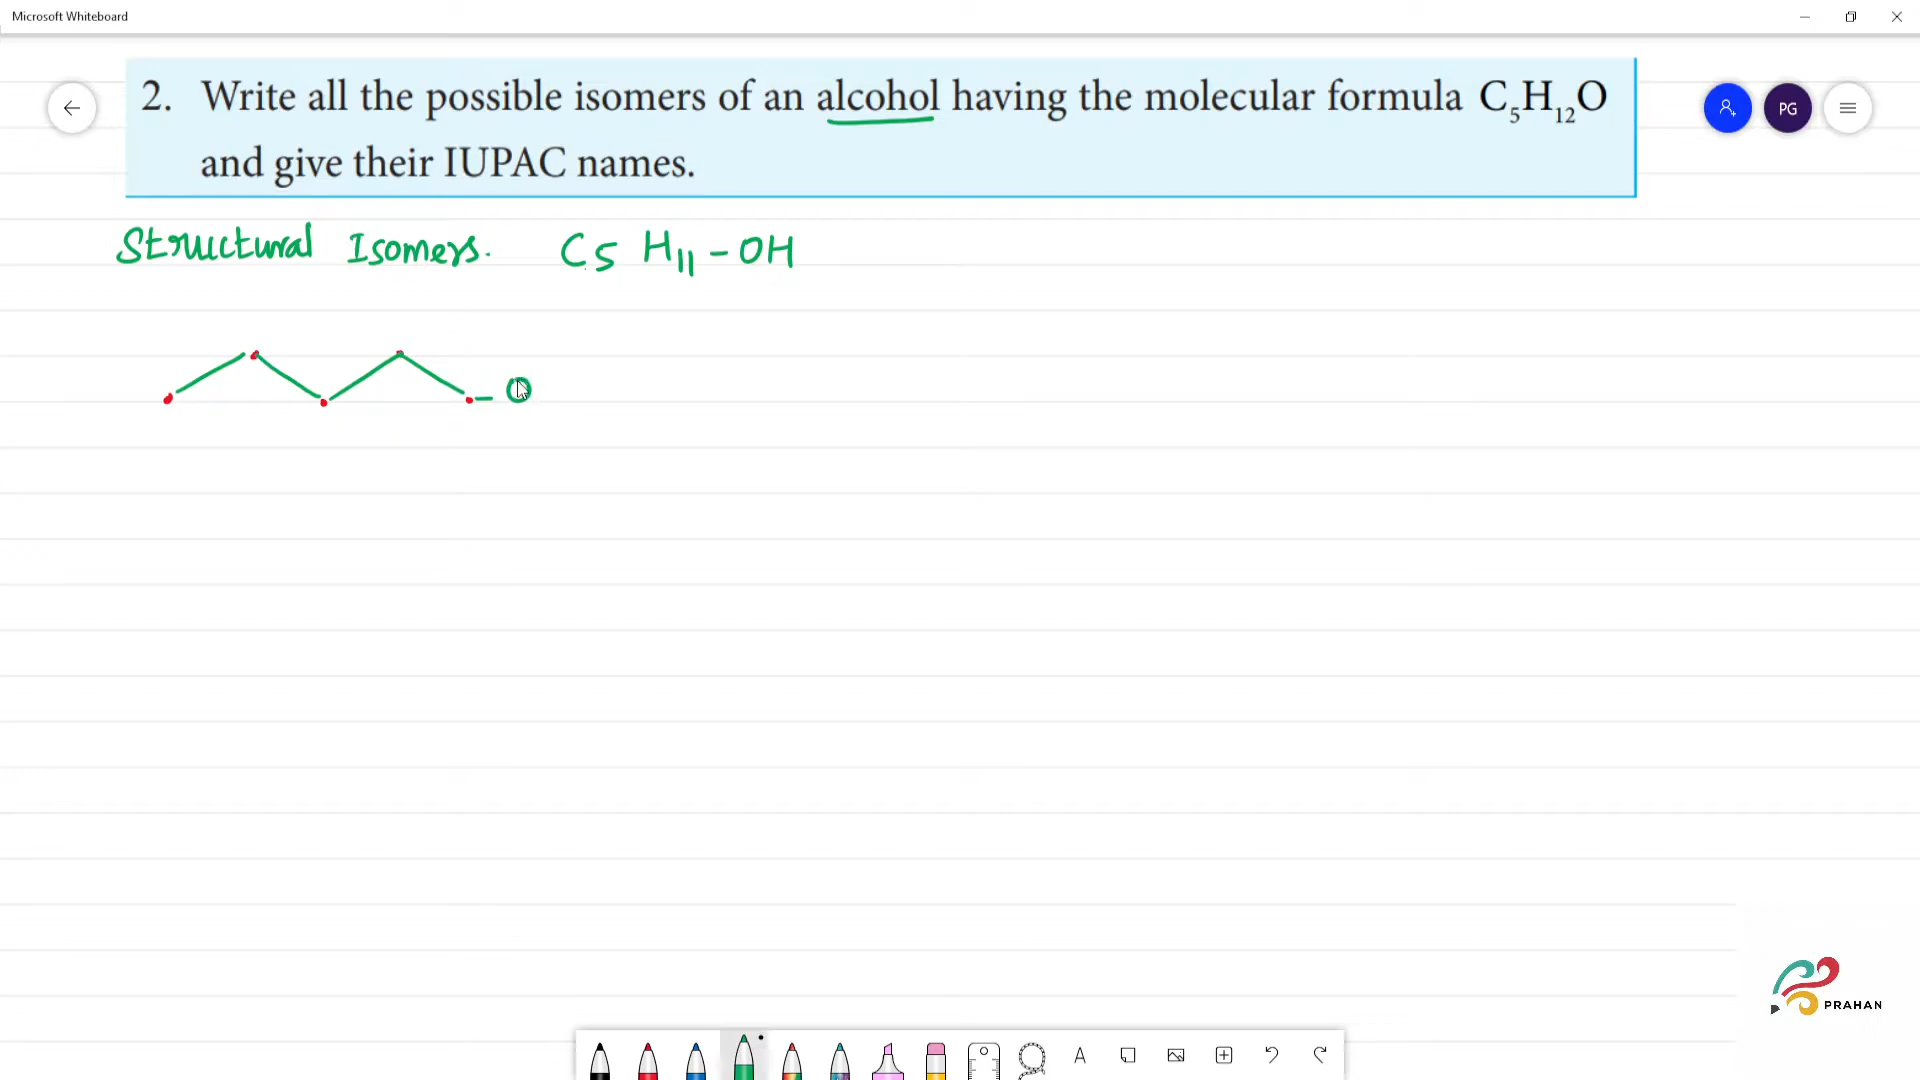 Microsoft Whiteboard
2. Write all the possible isomers of an alcohol having the molecular formula C₅H₁₂O
and give their IUPAC names.
PG
Structural Isomers. C5 H11 - OH
O
PRAHAN
A